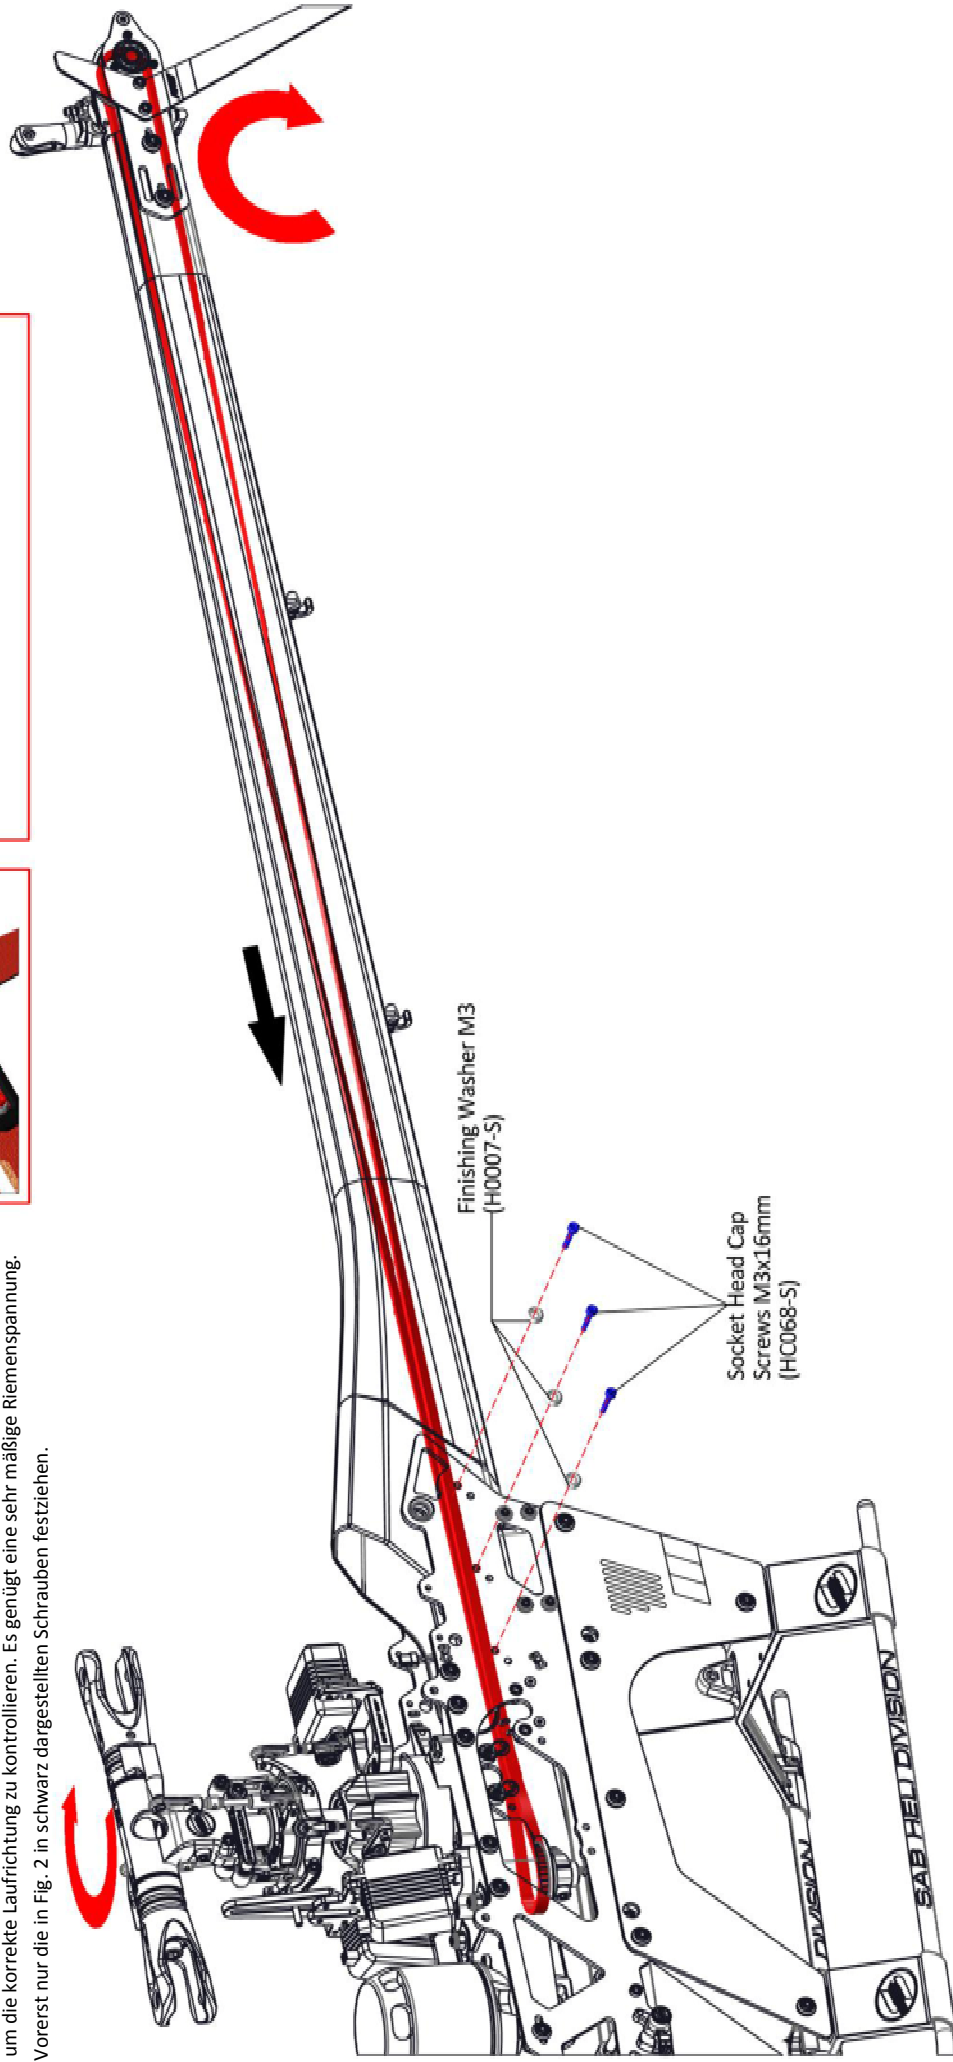 um die korrekte Laufrichtung zu kontrollieren. Es genügt eine sehr mäßige Riemenspannung.
Vorerst nur die in Fig. 2 in schwarz dargestellten Schrauben festziehen.
Finishing Washer M3
(H0007-S)
Socket Head Cap
Screws M3x16mm
(HC068-S)
DIVISION
SAB HELI DIVISION